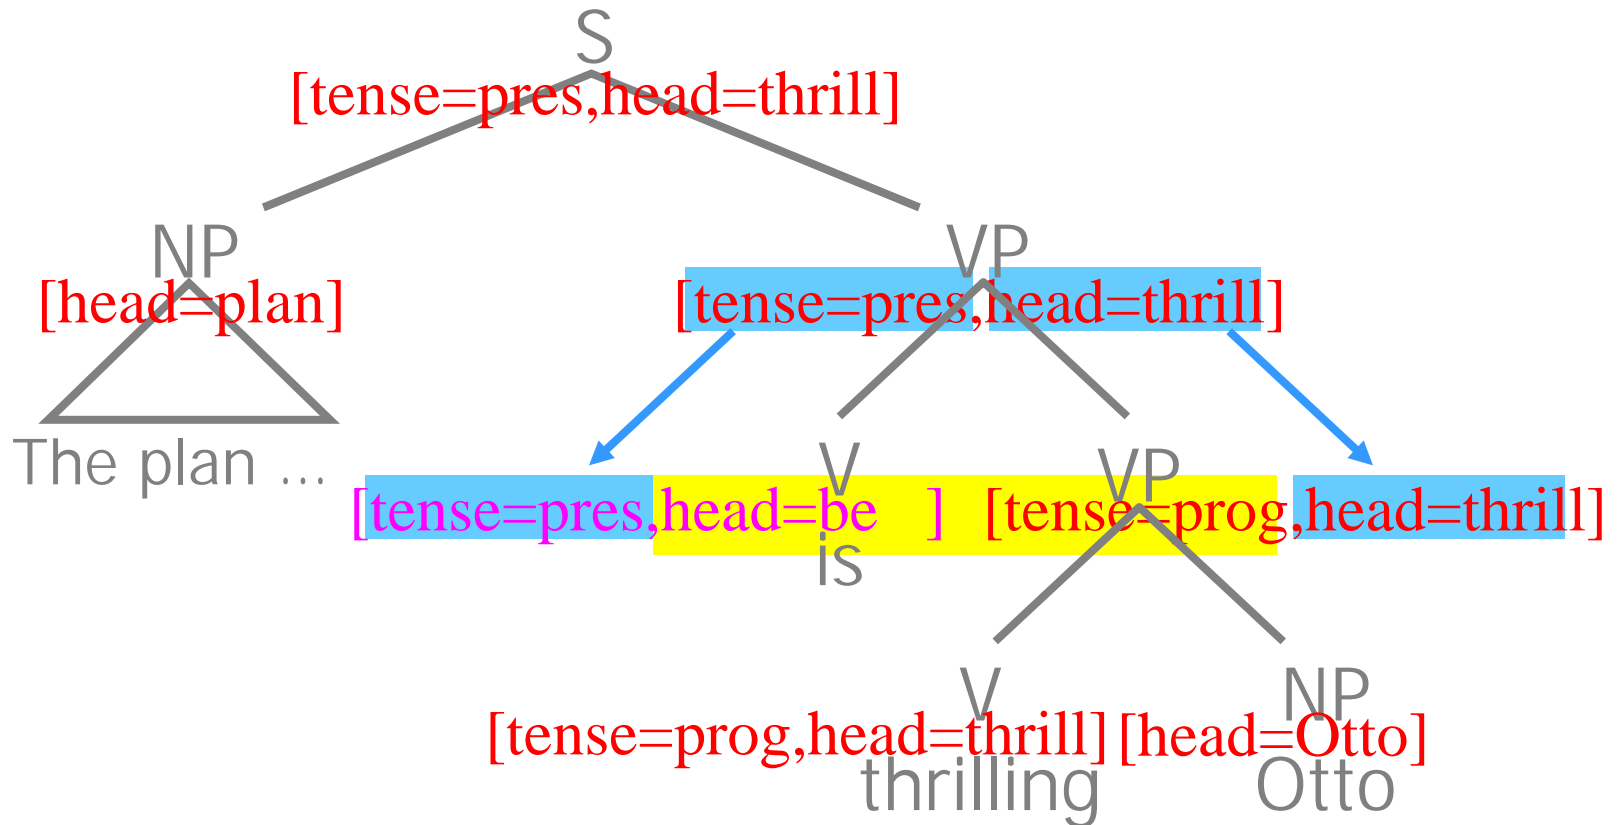 S
[tense=pres,head=thrill]
NP VP
[head=plan] [tense=pres,head=thrill]
The plan ... V VP
[tense=pres,head=be ] [tense=prog,head=thrill]
is
V NP
[tense=prog,head=thrill] [head=Otto]
thrilling Otto